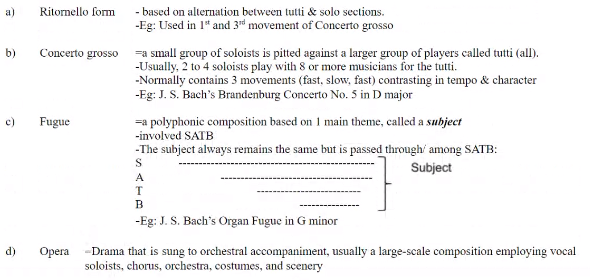 a) Ritornello form - based on alternation between tutti & solo sections.
-Eg: Used in 1st and 3rd movement of Concerto grosso
b) Concerto grosso =a small group of soloists is pitted against a larger group of players called tutti (all).
-Usually, 2 to 4 soloists play with 8 or more musicians for the tutti.
-Normally contains 3 movements (fast, slow, fast) contrasting in tempo & character
-Eg: J. S. Bach's Brandenburg Concerto No. 5 in D major
c) Fugue =a polyphonic composition based on 1 main theme, called a subject
-involved SATB
-The subject always remains the same but is passed through/ among SATB:
S
A
T
B
Subject
-Eg: J. S. Bach's Organ Fugue in G minor
d) Opera =Drama that is sung to orchestral accompaniment, usually a large-scale composition employing vocal
soloists, chorus, orchestra, costumes, and scenery